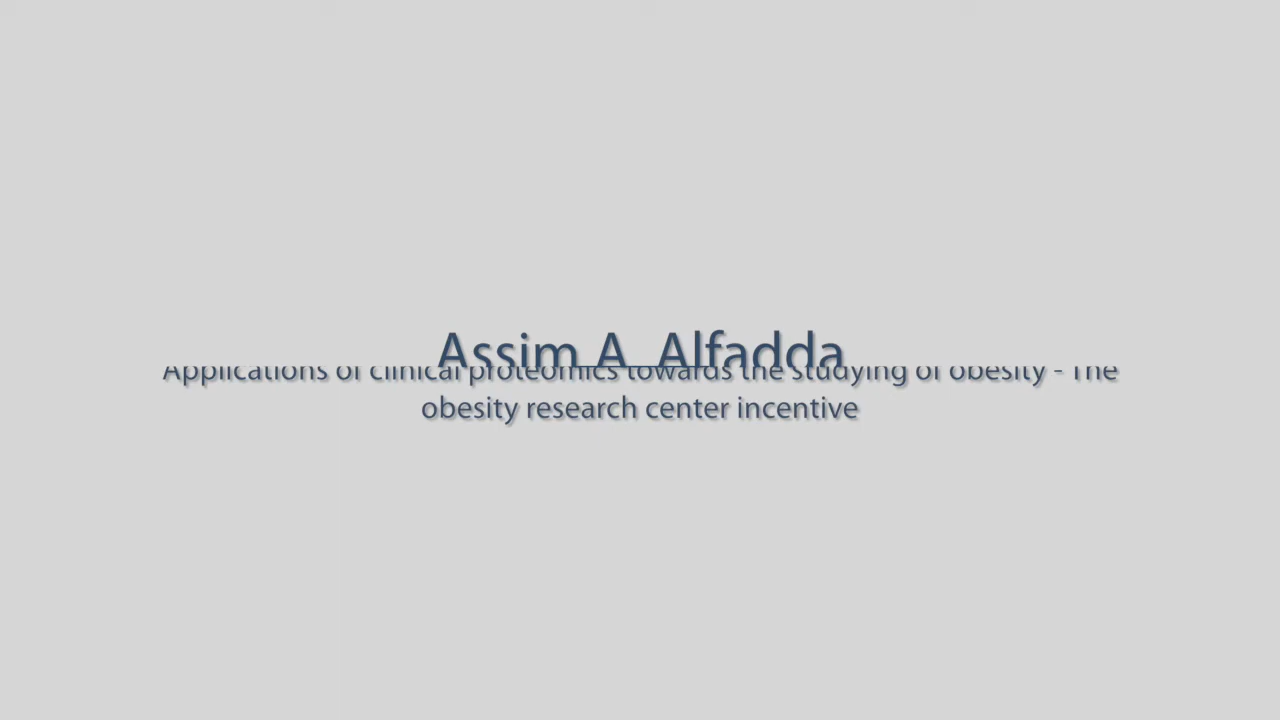 Assim A. Alfadda
Applications of clinical proteomics towards the studying of obesity - The
obesity research center incentive